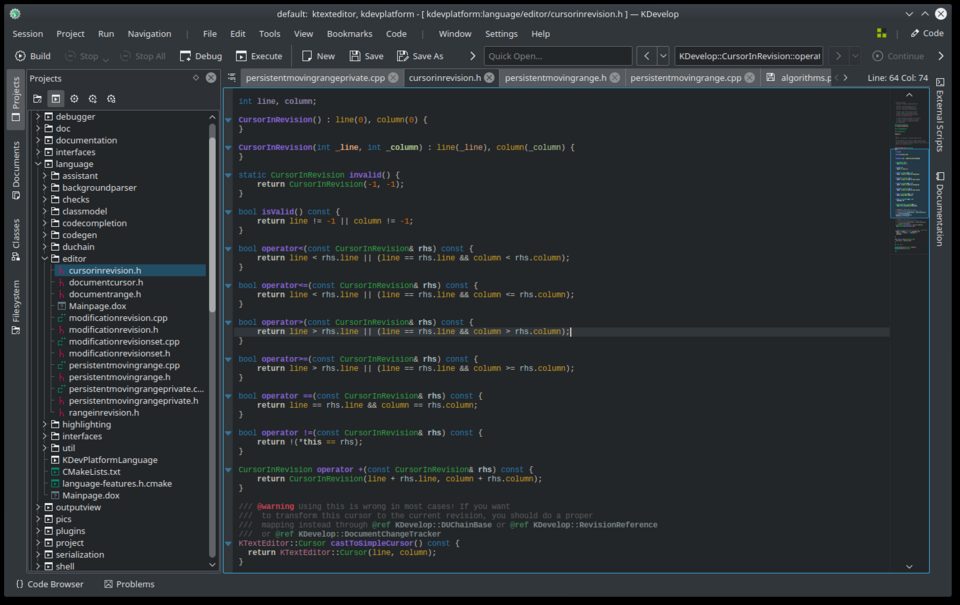 default: ktexteditor, kdevplatform - [ kdevplatform:language/editor/cursorinrevision.h ] — KDevelop
Session Project Run Navigation File Edit Tools View Bookmarks Code Window Settings Help Code
Build Stop Stop All Debug Execute New Save Save As Quick Open... KDevelop::CursorInRevision::operat Continue
Projects
persistentmovingrangeprivate.cpp cursorinrevision.h persistentmovingrange.h persistentmovingrange.cpp algorithms.p Line: 64 Col: 74
Projects
Documents
Classes
Filesystem
debugger
doc
documentation
interfaces
language
assistant
backgroundparser
checks
classmodel
codecompletion
codegen
duchain
editor
cursorinrevision.h
documentcursor.h
documentrange.h
Mainpage.dox
modificationrevision.cpp
modificationrevision.h
modificationrevisionset.cpp
modificationrevisionset.h
persistentmovingrange.cpp
persistentmovingrange.h
persistentmovingrangeprivate.c...
persistentmovingrangeprivate.h
rangeinrevision.h
highlighting
interfaces
util
KDevPlatformLanguage
CMakeLists.txt
language-features.h.cmake
Mainpage.dox
outputview
pics
plugins
project
serialization
shell
int line, column;
CursorInRevision() : line(0), column(0) {
}
CursorInRevision(int _line, int _column) : line(_line), column(_column) {
}
static CursorInRevision invalid() {
return CursorInRevision(-1, -1);
}
bool isValid() const {
return line != -1 || column != -1;
}
bool operator<(const CursorInRevision& rhs) const {
return line < rhs.line || (line == rhs.line && column < rhs.column);
}
bool operator<=(const CursorInRevision& rhs) const {
return line < rhs.line || (line == rhs.line && column <= rhs.column);
}
bool operator>(const CursorInRevision& rhs) const {
return line > rhs.line || (line == rhs.line && column > rhs.column);
}
bool operator>=(const CursorInRevision& rhs) const {
return line > rhs.line || (line == rhs.line && column >= rhs.column);
}
bool operator ==(const CursorInRevision& rhs) const {
return line == rhs.line && column == rhs.column;
}
bool operator !=(const CursorInRevision& rhs) const {
return !(*this == rhs);
}
CursorInRevision operator +(const CursorInRevision& rhs) const {
return CursorInRevision(line + rhs.line, column + rhs.column);
}
/// @warning Using this is wrong in most cases! If you want
/// to transform this cursor to the current revision, you should do a proper
/// mapping instead through @ref KDevelop::DUChainBase or @ref KDevelop::RevisionReference
/// or @ref KDevelop::DocumentChangeTracker
KTextEditor::Cursor castToSimpleCursor() const {
return KTextEditor::Cursor(line, column);
}
External Scripts
Documentation
{} Code Browser Problems